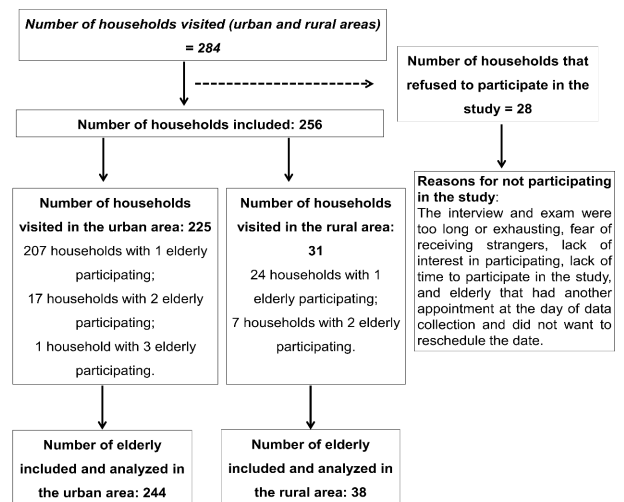 Number of households visited (urban and rural areas)
= 284
Number of households that
refused to participate in the
study = 28
Number of households included: 256
Reasons for not participating
in the study:
The interview and exam were
too long or exhausting, fear of
receiving strangers, lack of
interest in participating, lack of
time to participate in the study,
and elderly that had another
appointment at the day of data
collection and did not want to
reschedule the date.
Number of households
visited in the urban area: 225
207 households with 1 elderly
participating;
17 households with 2 elderly
participating;
1 household with 3 elderly
participating.
Number of households
visited in the rural area:
31
24 households with 1
elderly participating;
7 households with 2 elderly
participating.
Number of elderly
included and analyzed in
the urban area: 244
Number of elderly
included and analyzed in
the rural area: 38